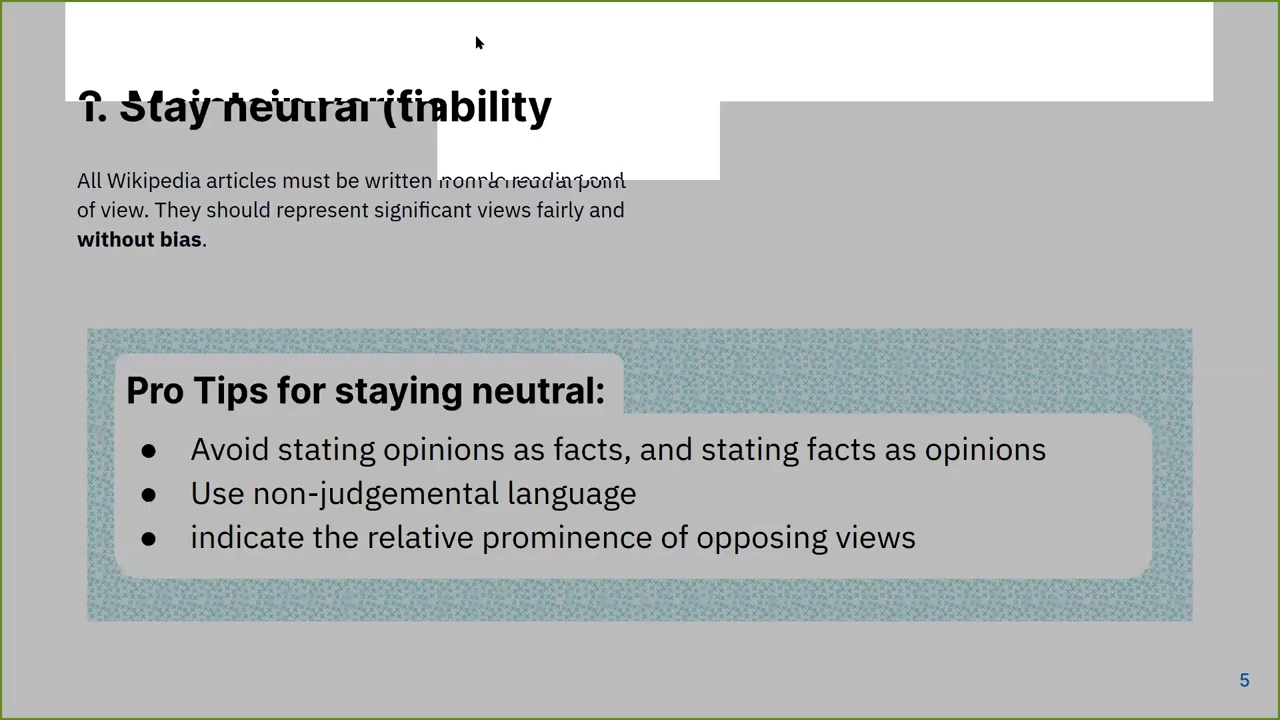 Stay neutral
All Wikipedia articles must be written
of view. They should represent significant views fairly and
without bias.
Pro Tips for staying neutral:
● Avoid stating opinions as facts, and stating facts as opinions
● Use non-judgemental language
● indicate the relative prominence of opposing views
5